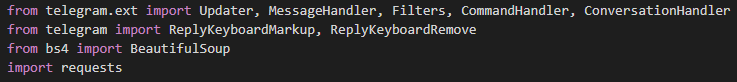 from telegram.ext import Updater, MessageHandler, Filters, CommandHandler, ConversationHandler
from telegram import ReplyKeyboardMarkup, ReplyKeyboardRemove
from bs4 import BeautifulSoup
import requests